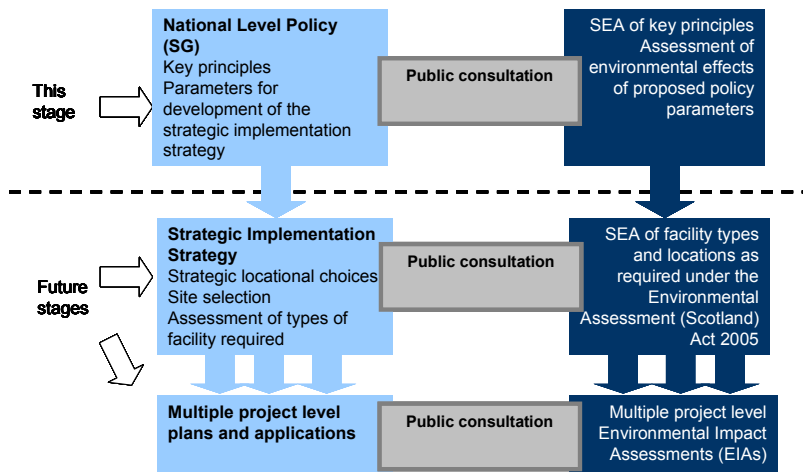 This
stage
National Level Policy
(SG)
Key principles
Parameters for
development of the
strategic implementation
strategy
Public consultation
SEA of key principles
Assessment of
environmental effects
of proposed policy
parameters
Future
stages
Strategic Implementation
Strategy
Strategic locational choices
Site selection
Assessment of types of
facility required
Public consultation
SEA of facility types
and locations as
required under the
Environmental
Assessment (Scotland)
Act 2005
Multiple project level
plans and applications
Public consultation
Multiple project level
Environmental Impact
Assessments (EIAs)